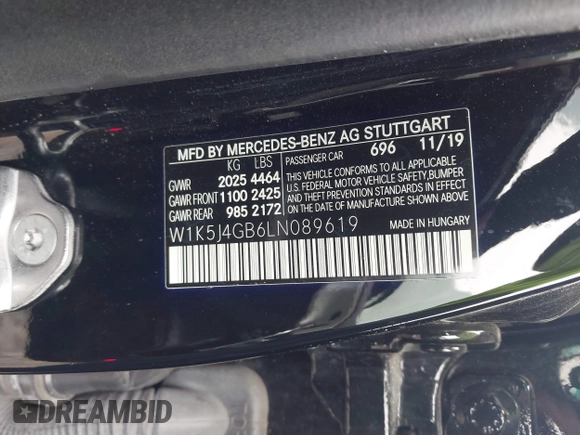 MFD BY MERCEDES-BENZ AG STUTTGART
KG LBS
GVWR 2025 4464
GAWR FRONT 1100 2425
GAWR REAR 985 2172
PASSENGER CAR 696 11/19
THIS VEHICLE CONFORMS TO ALL APPLICABLE
U.S. FEDERAL MOTOR VEHICLE SAFETY,BUMPER
AND THEFT PREVENTION STANDARDS IN EFFECT
ON THE DATE OF MANUFACTURE SHOWN ABOVE
W1K5J4GB6LN089619
MADE IN HUNGARY
DREAMBID